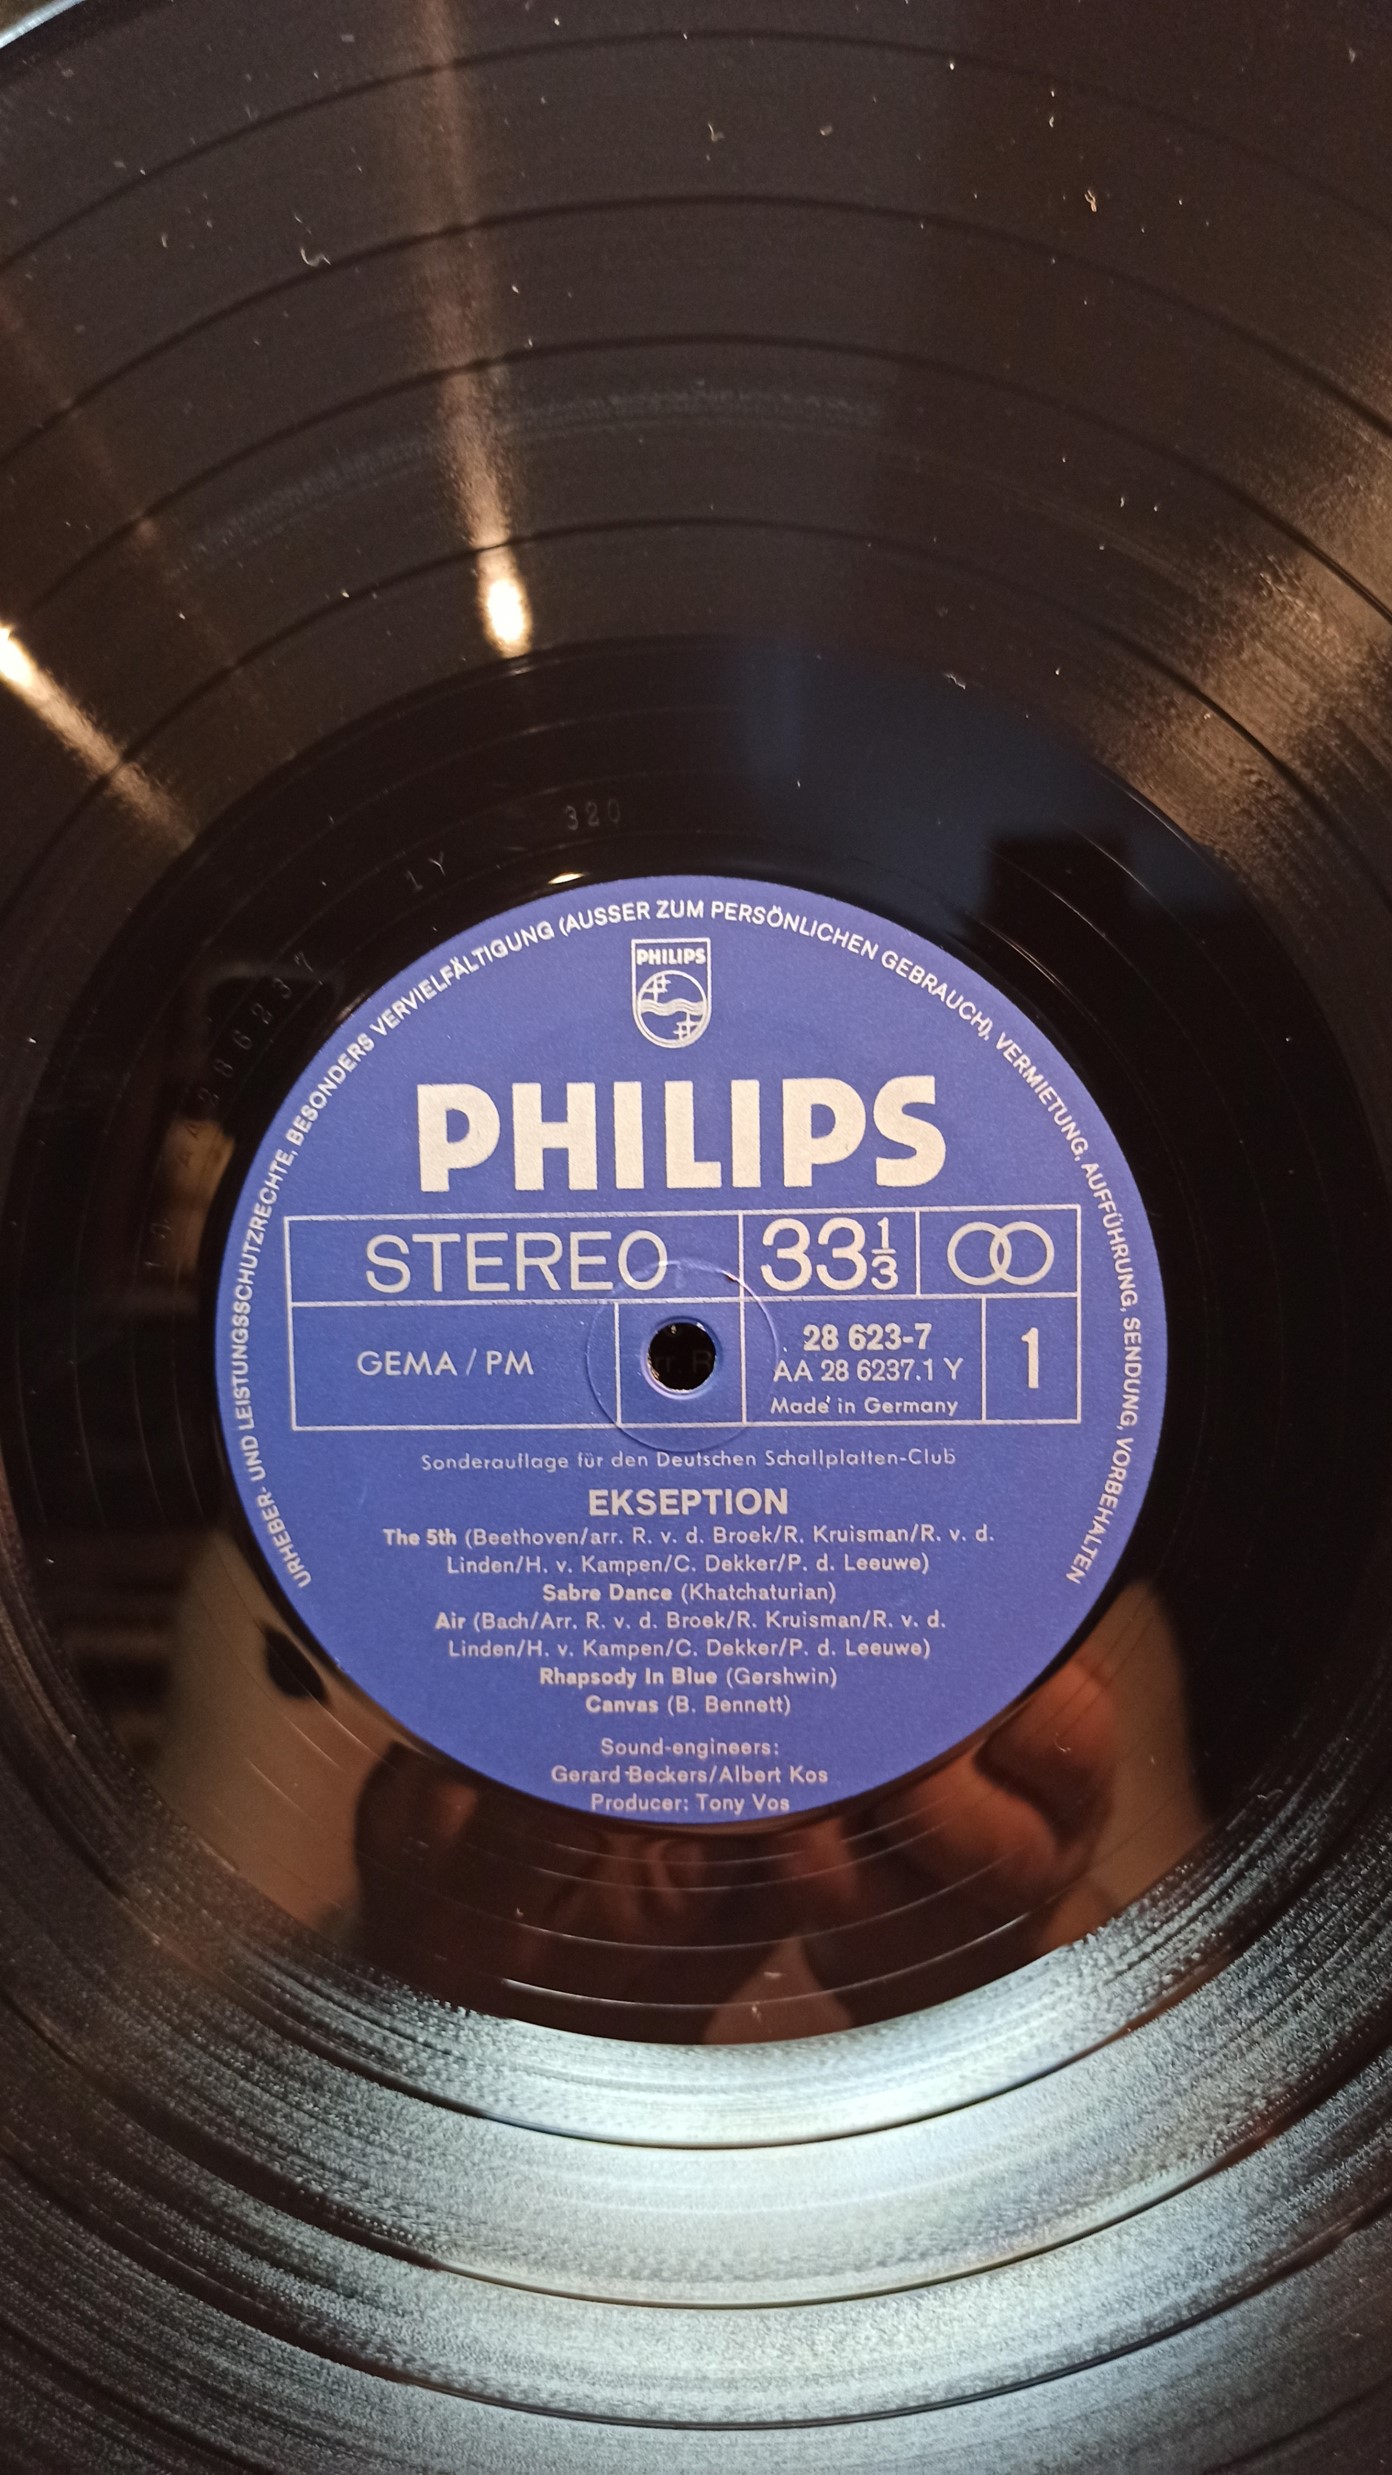 320
1 Y
URHEBER- UND LEISTUNGSSCHUTZRECHTE, BESONDERS VERVIELFÄLTIGUNG (AUSSER ZUM PERSÖNLICHEN GEBRAUCH), VERMIETUNG, AUFFÜHRUNG, SENDUNG, VORBEHALTEN
PHILIPS
PHILIPS
STEREO
33 1/3
GEMA / PM
28 623-7
AA 28 6237.1 Y
Made in Germany
1
Sonderauflage für den Deutschen Schallplatten-Club
EKSEPTION
The 5th (Beethoven/arr. R. v. d. Broek/R. Kruisman/R. v. d.
Linden/H. v. Kampen/C. Dekker/P. d. Leeuwe)
Sabre Dance (Khatchaturian)
Air (Bach/Arr. R. v. d. Broek/R. Kruisman/R. v. d.
Linden/H. v. Kampen/C. Dekker/P. d. Leeuwe)
Rhapsody In Blue (Gershwin)
Canvas (B. Bennett)
Sound-engineers:
Gerard Beckers/Albert Kos
Producer: Tony Vos